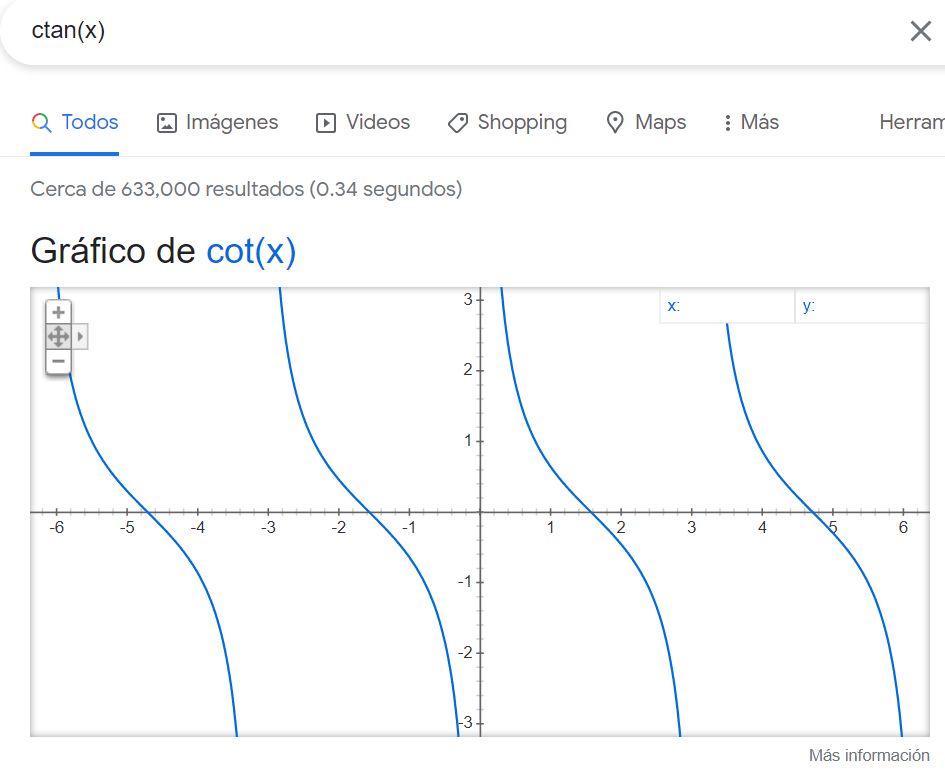 ctan(x)
Todos Imágenes Videos Shopping Maps Más Herram
Cerca de 633,000 resultados (0.34 segundos)
Gráfico de cot(x)
x: y:
3
2
1
-6 -5 -4 -3 -2 -1 1 2 3 4 5 6
-1
-2
-3
Más información